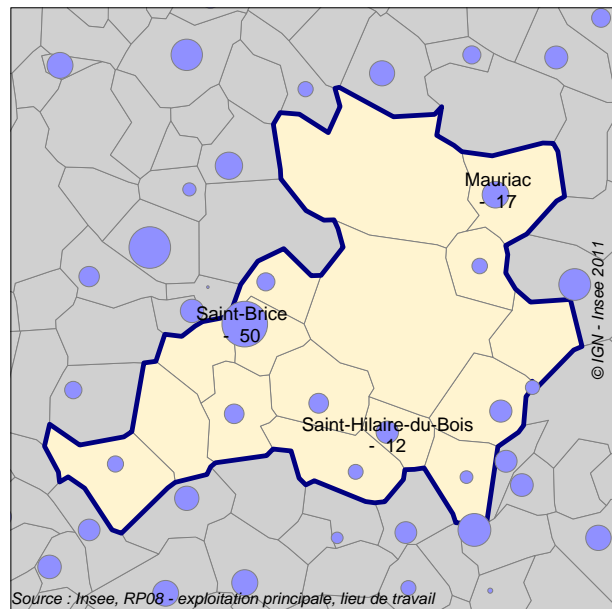 Mauriac
- 17
Saint-Brice
- 50
Saint-Hilaire-du-Bois
- 12
© IGN - Insee 2011
Source : Insee, RP08 - exploitation principale, lieu de travail